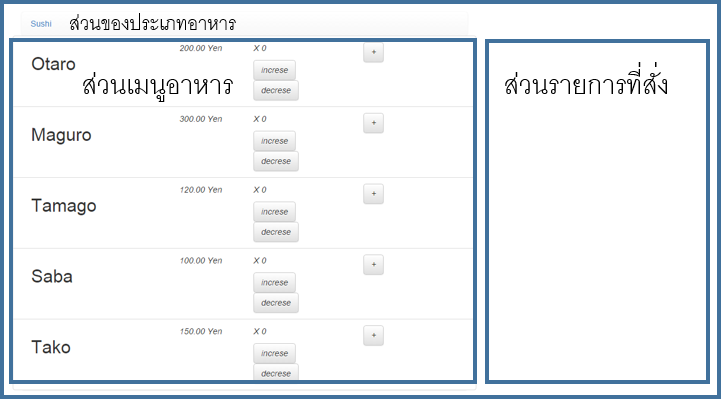 Sushi ส่วนของประเภทอาหาร
Otaro 200.00 Yen X 0 +
increse
decrese
ส่วนเมนูอาหาร
Maguro 300.00 Yen X 0 +
increse
decrese
Tamago 120.00 Yen X 0 +
increse
decrese
Saba 100.00 Yen X 0 +
increse
decrese
Tako 150.00 Yen X 0 +
increse
decrese
ส่วนรายการที่สั่ง